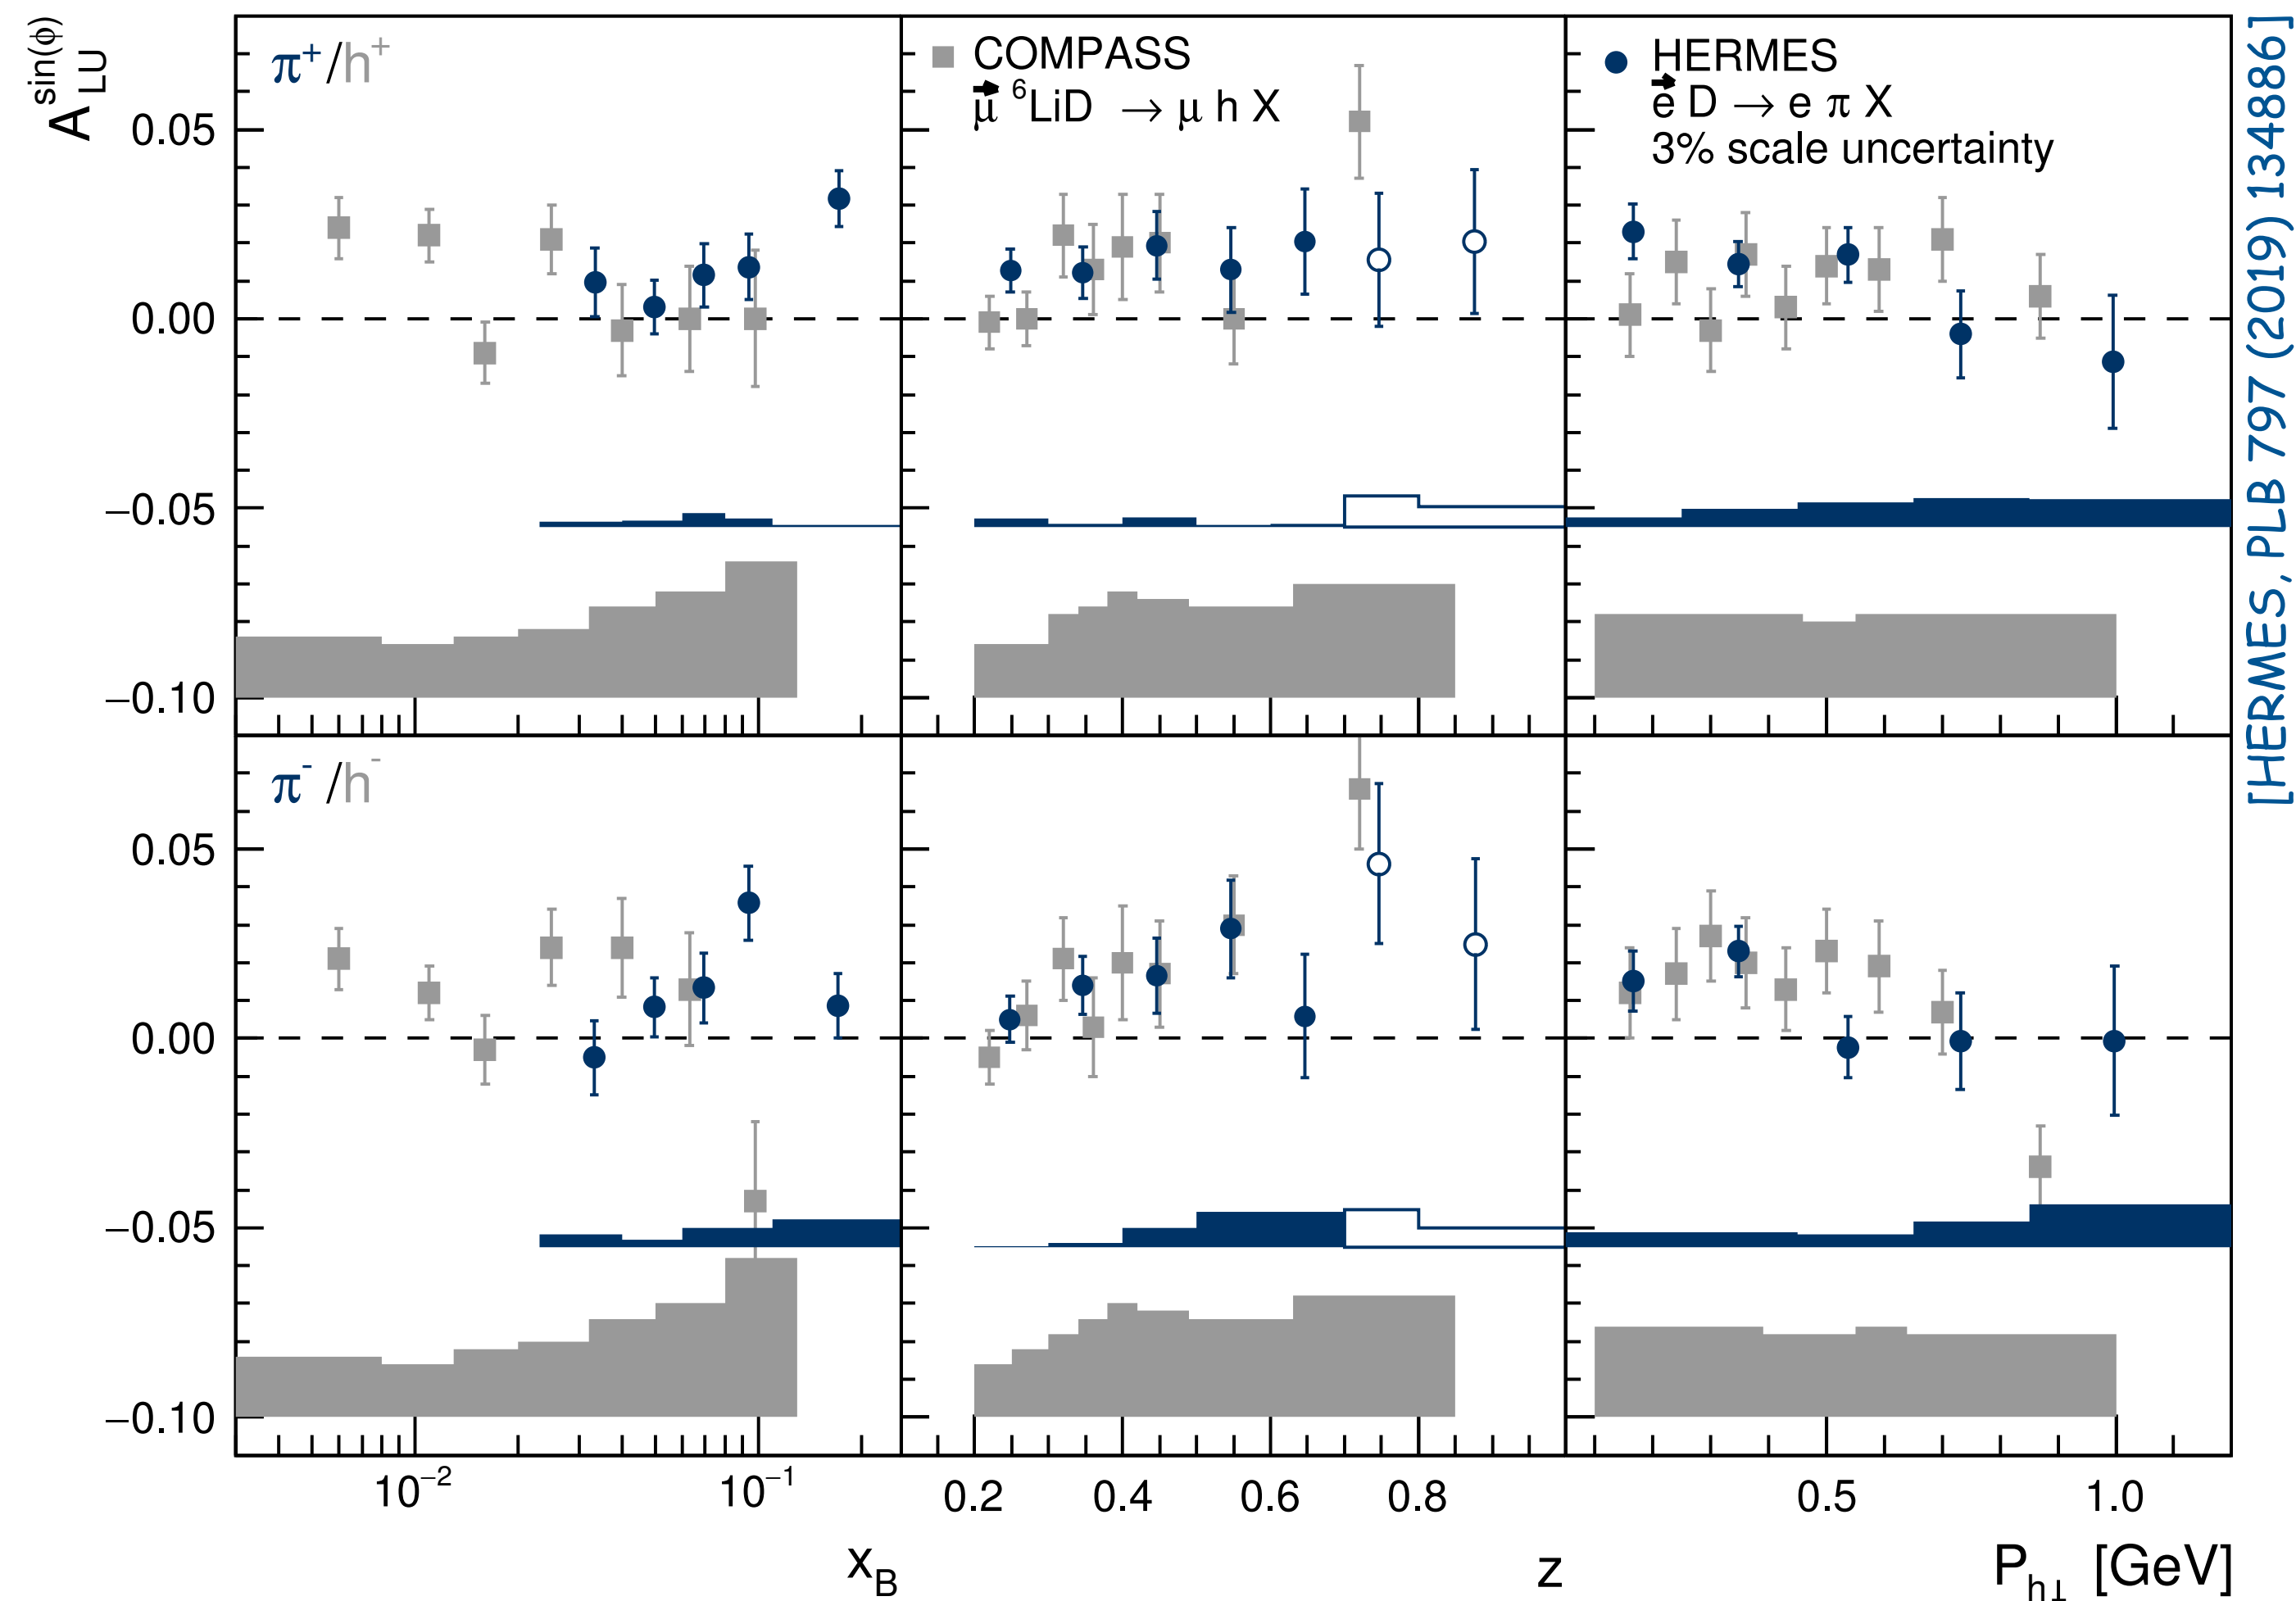 A_LU^sin(ϕ)
π⁺/h⁺
COMPASS
μ⃗ ⁶LiD → μ h X
HERMES
e⃗ D → e π X
3% scale uncertainty
0.05
0.00
−0.05
−0.10
π⁻/h⁻
0.05
0.00
−0.05
−0.10
10⁻² 10⁻¹ 0.2 0.4 0.6 0.8 0.5 1.0
x_B z P_h⊥ [GeV]
[HERMES, PLB 797 (2019) 134886]